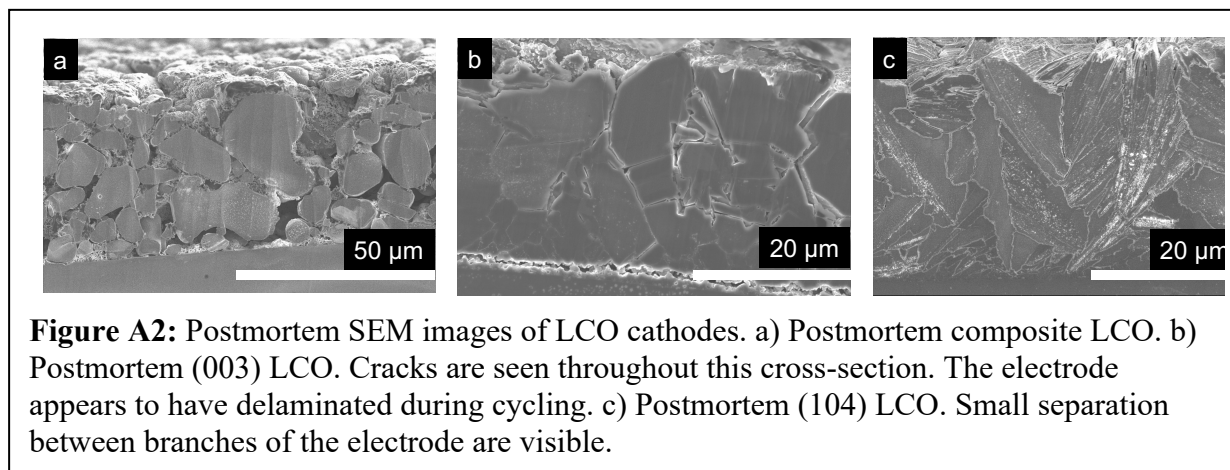 a
50 µm
b
20 µm
c
20 µm
Figure A2: Postmortem SEM images of LCO cathodes. a) Postmortem composite LCO. b)
Postmortem (003) LCO. Cracks are seen throughout this cross-section. The electrode
appears to have delaminated during cycling. c) Postmortem (104) LCO. Small separation
between branches of the electrode are visible.